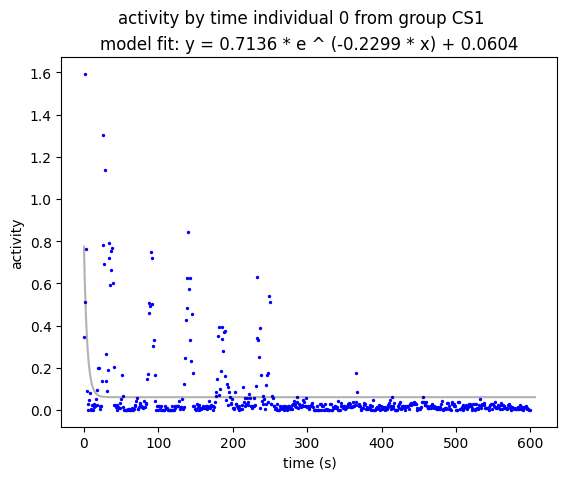 activity by time individual 0 from group CS1
model fit: y = 0.7136 * e ^ (-0.2299 * x) + 0.0604
1.6
1.4
1.2
1.0
0.8
0.6
0.4
0.2
0.0
activity
0 100 200 300 400 500 600
time (s)